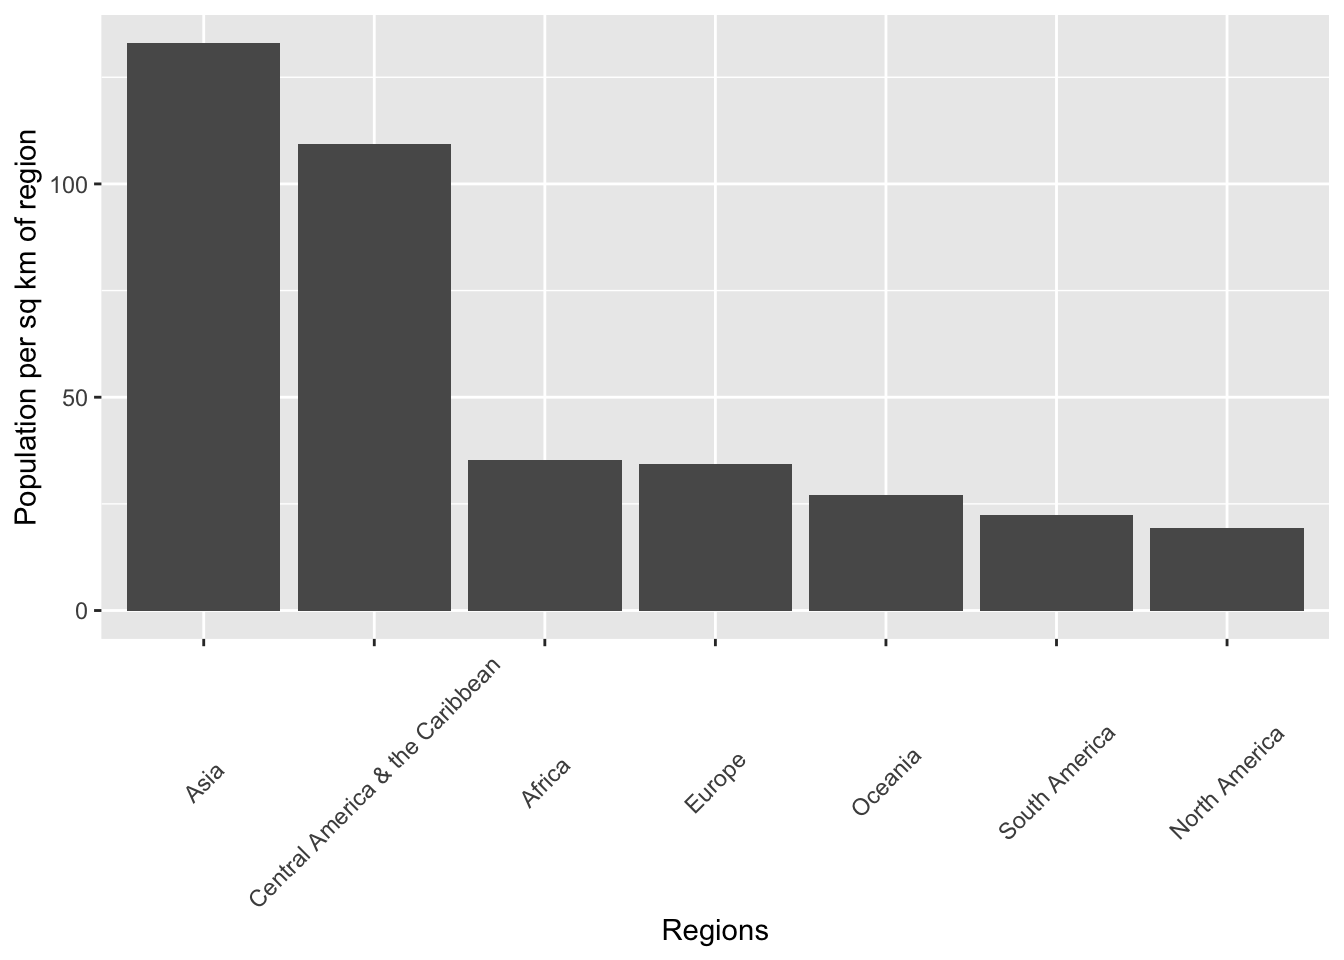 Population per sq km of region
100
50
0
Asia
Central America & the Caribbean
Africa
Europe
Oceania
South America
North America
Regions